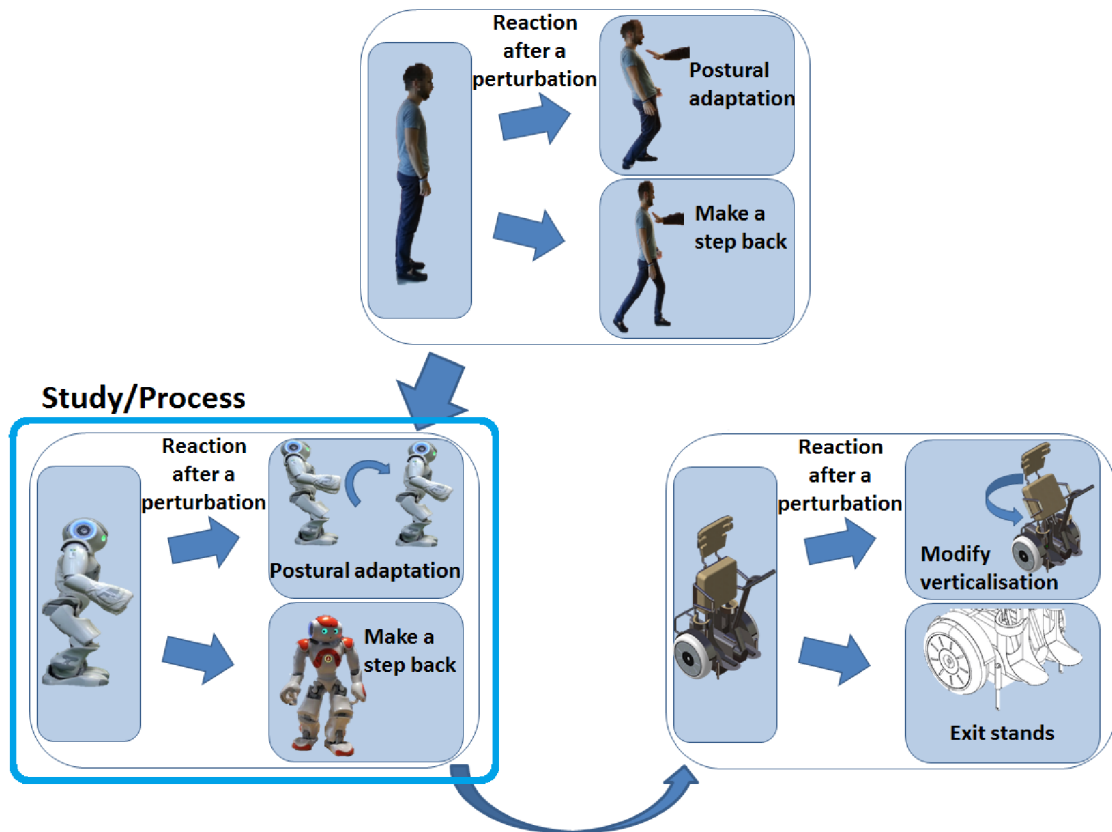 Reaction
after a
perturbation
Postural
adaptation
Make a
step back
Study/Process
Reaction
after a
perturbation
Postural adaptation
Make a
step back
Reaction
after a
perturbation
Modify
verticalisation
Exit stands